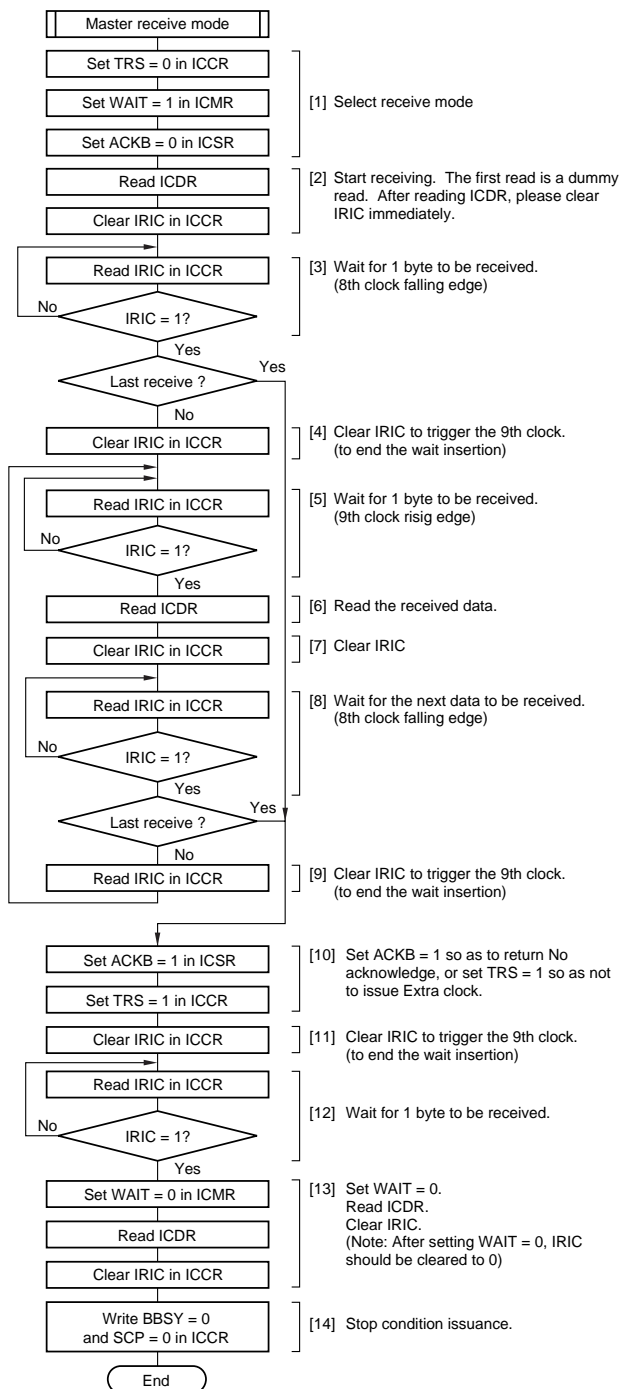 Master receive mode
Set TRS = 0 in ICCR
Set WAIT = 1 in ICMR
Set ACKB = 0 in ICSR
[1] Select receive mode
Read ICDR
Clear IRIC in ICCR
[2] Start receiving. The first read is a dummy
read. After reading ICDR, please clear
IRIC immediately.
Read IRIC in ICCR
[3] Wait for 1 byte to be received.
(8th clock falling edge)
No
IRIC = 1?
Yes
Yes
Last receive ?
No
Clear IRIC in ICCR
[4] Clear IRIC to trigger the 9th clock.
(to end the wait insertion)
Read IRIC in ICCR
[5] Wait for 1 byte to be received.
(9th clock risig edge)
No
IRIC = 1?
Yes
Read ICDR
[6] Read the received data.
Clear IRIC in ICCR
[7] Clear IRIC
Read IRIC in ICCR
[8] Wait for the next data to be received.
(8th clock falling edge)
No
IRIC = 1?
Yes
Yes
Last receive ?
No
Read IRIC in ICCR
[9] Clear IRIC to trigger the 9th clock.
(to end the wait insertion)
Set ACKB = 1 in ICSR
Set TRS = 1 in ICCR
[10] Set ACKB = 1 so as to return No
acknowledge, or set TRS = 1 so as not
to issue Extra clock.
Clear IRIC in ICCR
[11] Clear IRIC to trigger the 9th clock.
(to end the wait insertion)
Read IRIC in ICCR
[12] Wait for 1 byte to be received.
No
IRIC = 1?
Yes
Set WAIT = 0 in ICMR
Read ICDR
Clear IRIC in ICCR
[13] Set WAIT = 0.
Read ICDR.
Clear IRIC.
(Note: After setting WAIT = 0, IRIC
should be cleared to 0)
Write BBSY = 0
and SCP = 0 in ICCR
[14] Stop condition issuance.
End